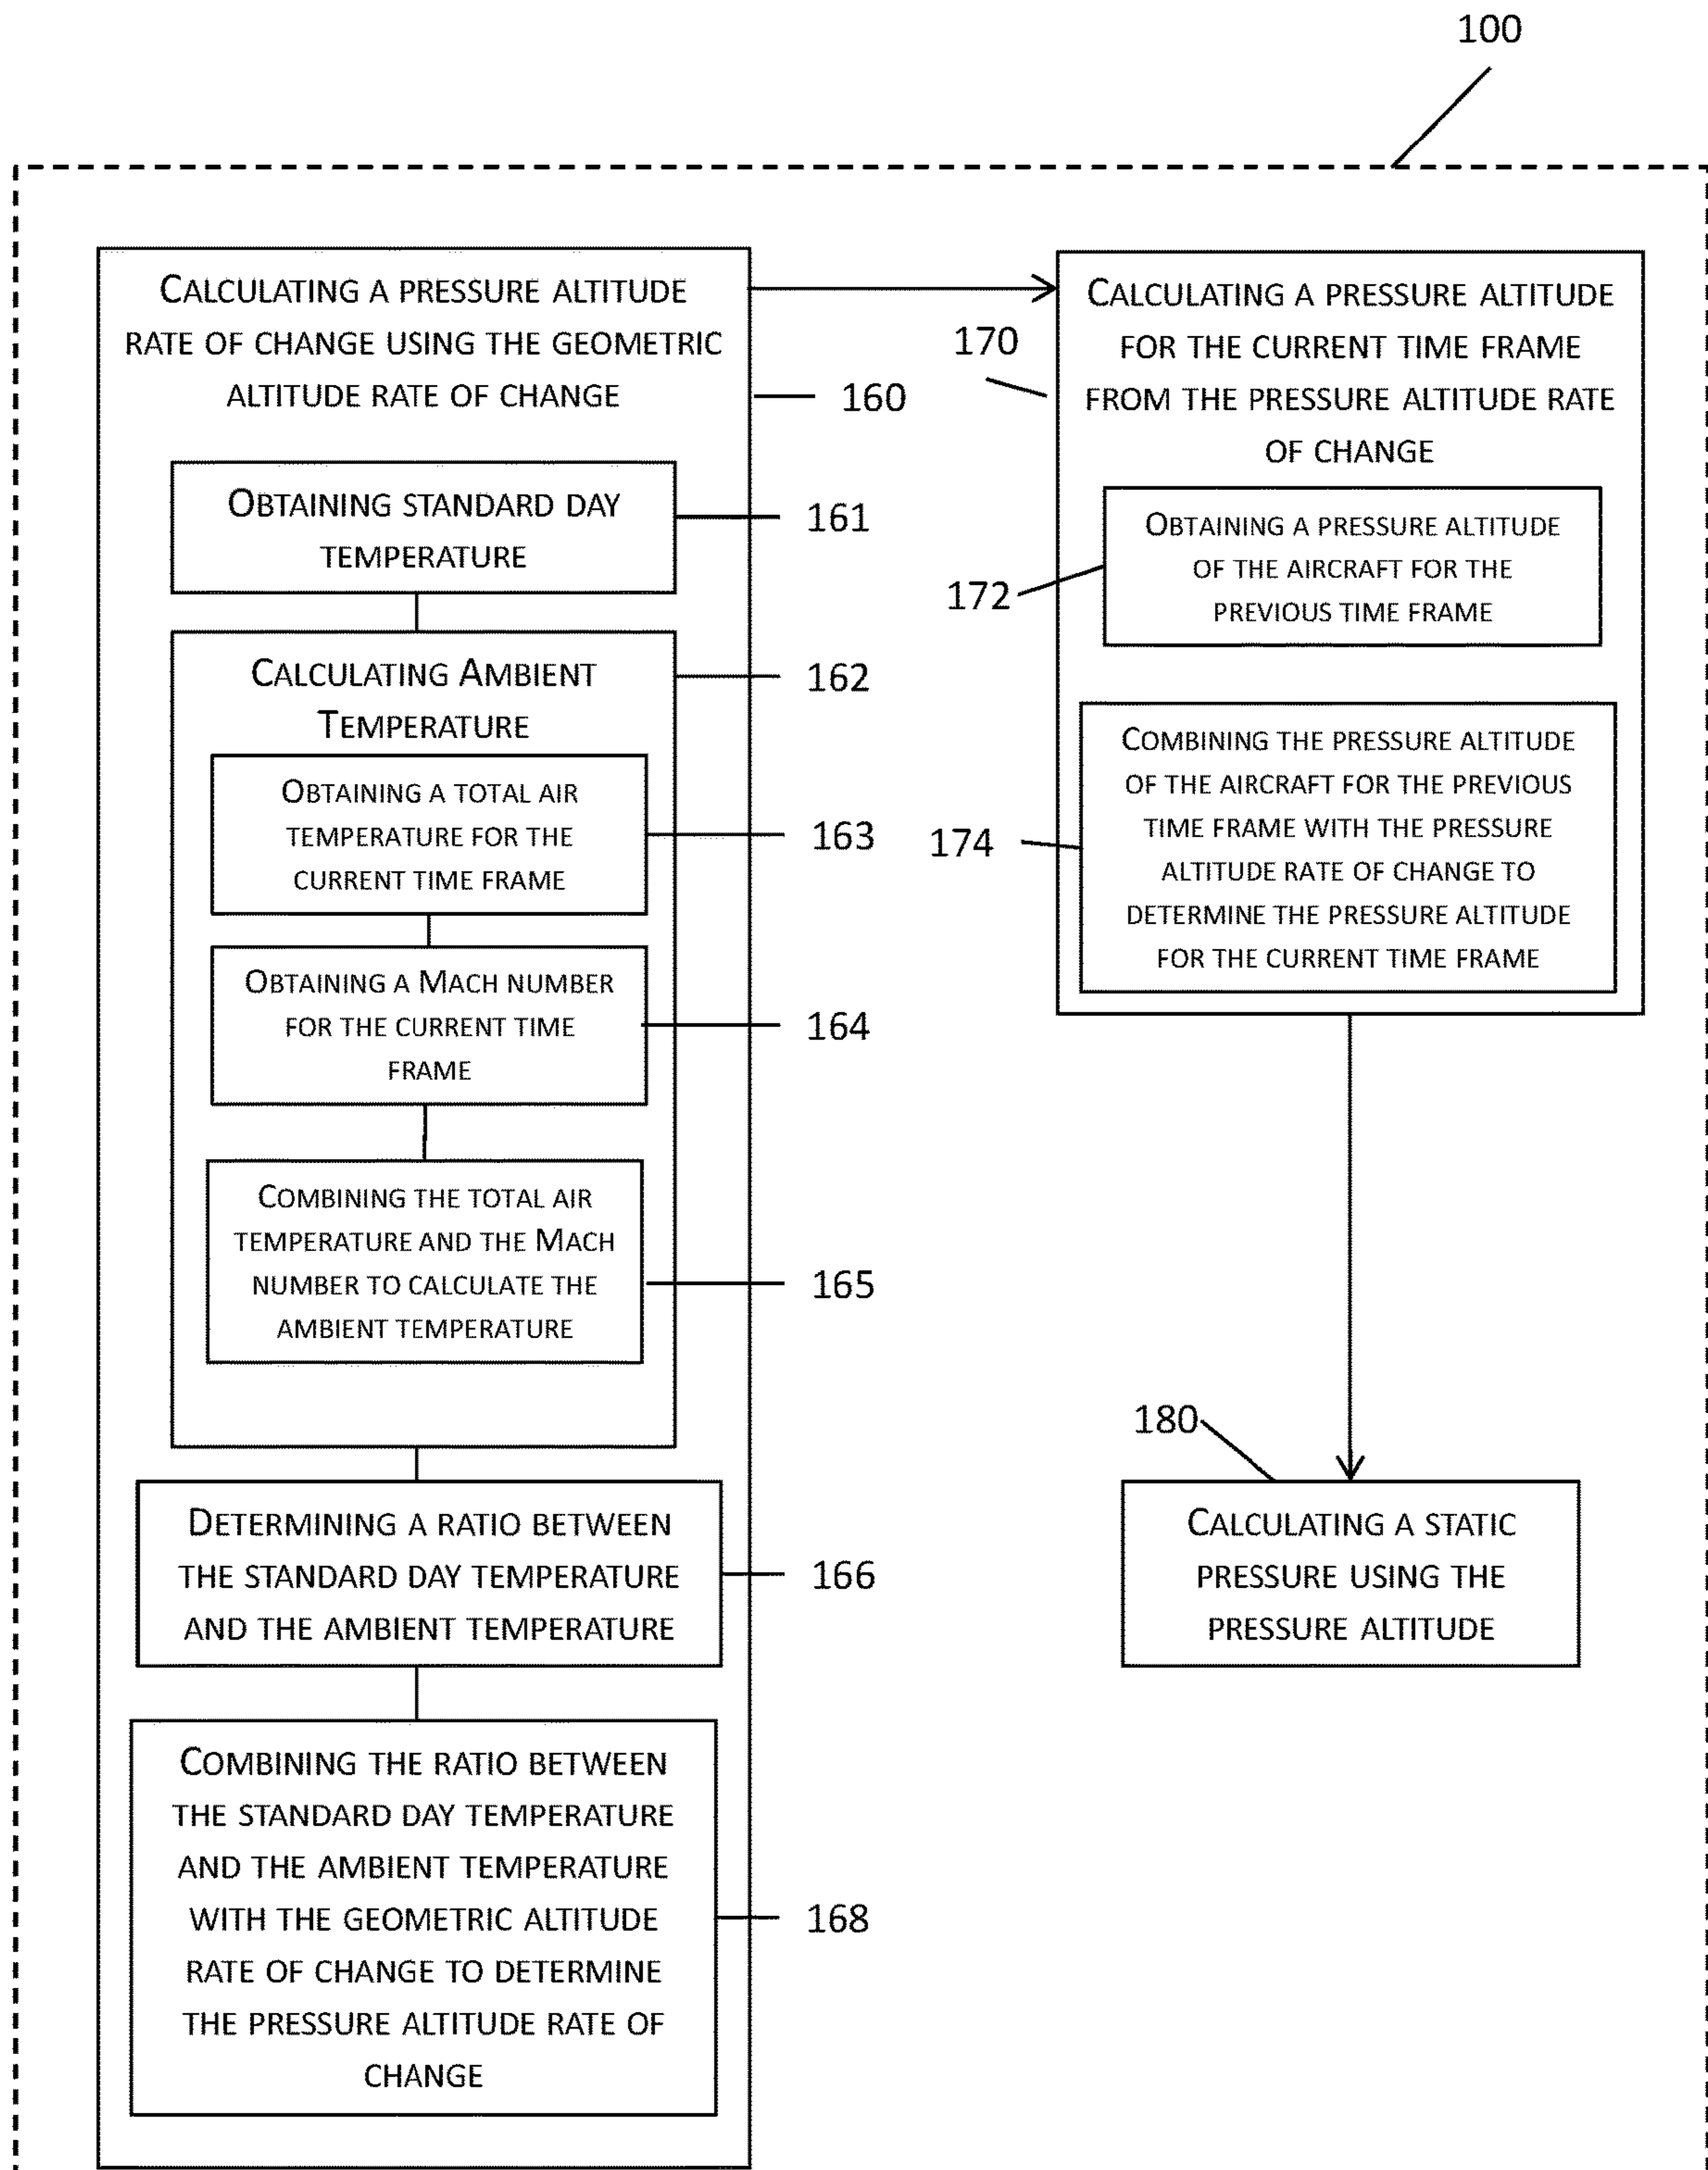 100
CALCULATING A PRESSURE ALTITUDE
RATE OF CHANGE USING THE GEOMETRIC
ALTITUDE RATE OF CHANGE
160
OBTAINING STANDARD DAY
TEMPERATURE
161
CALCULATING AMBIENT
TEMPERATURE
162
OBTAINING A TOTAL AIR
TEMPERATURE FOR THE
CURRENT TIME FRAME
163
OBTAINING A MACH NUMBER
FOR THE CURRENT TIME
FRAME
164
COMBINING THE TOTAL AIR
TEMPERATURE AND THE MACH
NUMBER TO CALCULATE THE
AMBIENT TEMPERATURE
165
DETERMINING A RATIO BETWEEN
THE STANDARD DAY TEMPERATURE
AND THE AMBIENT TEMPERATURE
166
COMBINING THE RATIO BETWEEN
THE STANDARD DAY TEMPERATURE
AND THE AMBIENT TEMPERATURE
WITH THE GEOMETRIC ALTITUDE
RATE OF CHANGE TO DETERMINE
THE PRESSURE ALTITUDE RATE OF
CHANGE
168
CALCULATING A PRESSURE ALTITUDE
FOR THE CURRENT TIME FRAME
FROM THE PRESSURE ALTITUDE RATE
OF CHANGE
170
OBTAINING A PRESSURE ALTITUDE
OF THE AIRCRAFT FOR THE
PREVIOUS TIME FRAME
172
COMBINING THE PRESSURE ALTITUDE
OF THE AIRCRAFT FOR THE PREVIOUS
TIME FRAME WITH THE PRESSURE
ALTITUDE RATE OF CHANGE TO
DETERMINE THE PRESSURE ALTITUDE
FOR THE CURRENT TIME FRAME
174
180
CALCULATING A STATIC
PRESSURE USING THE
PRESSURE ALTITUDE